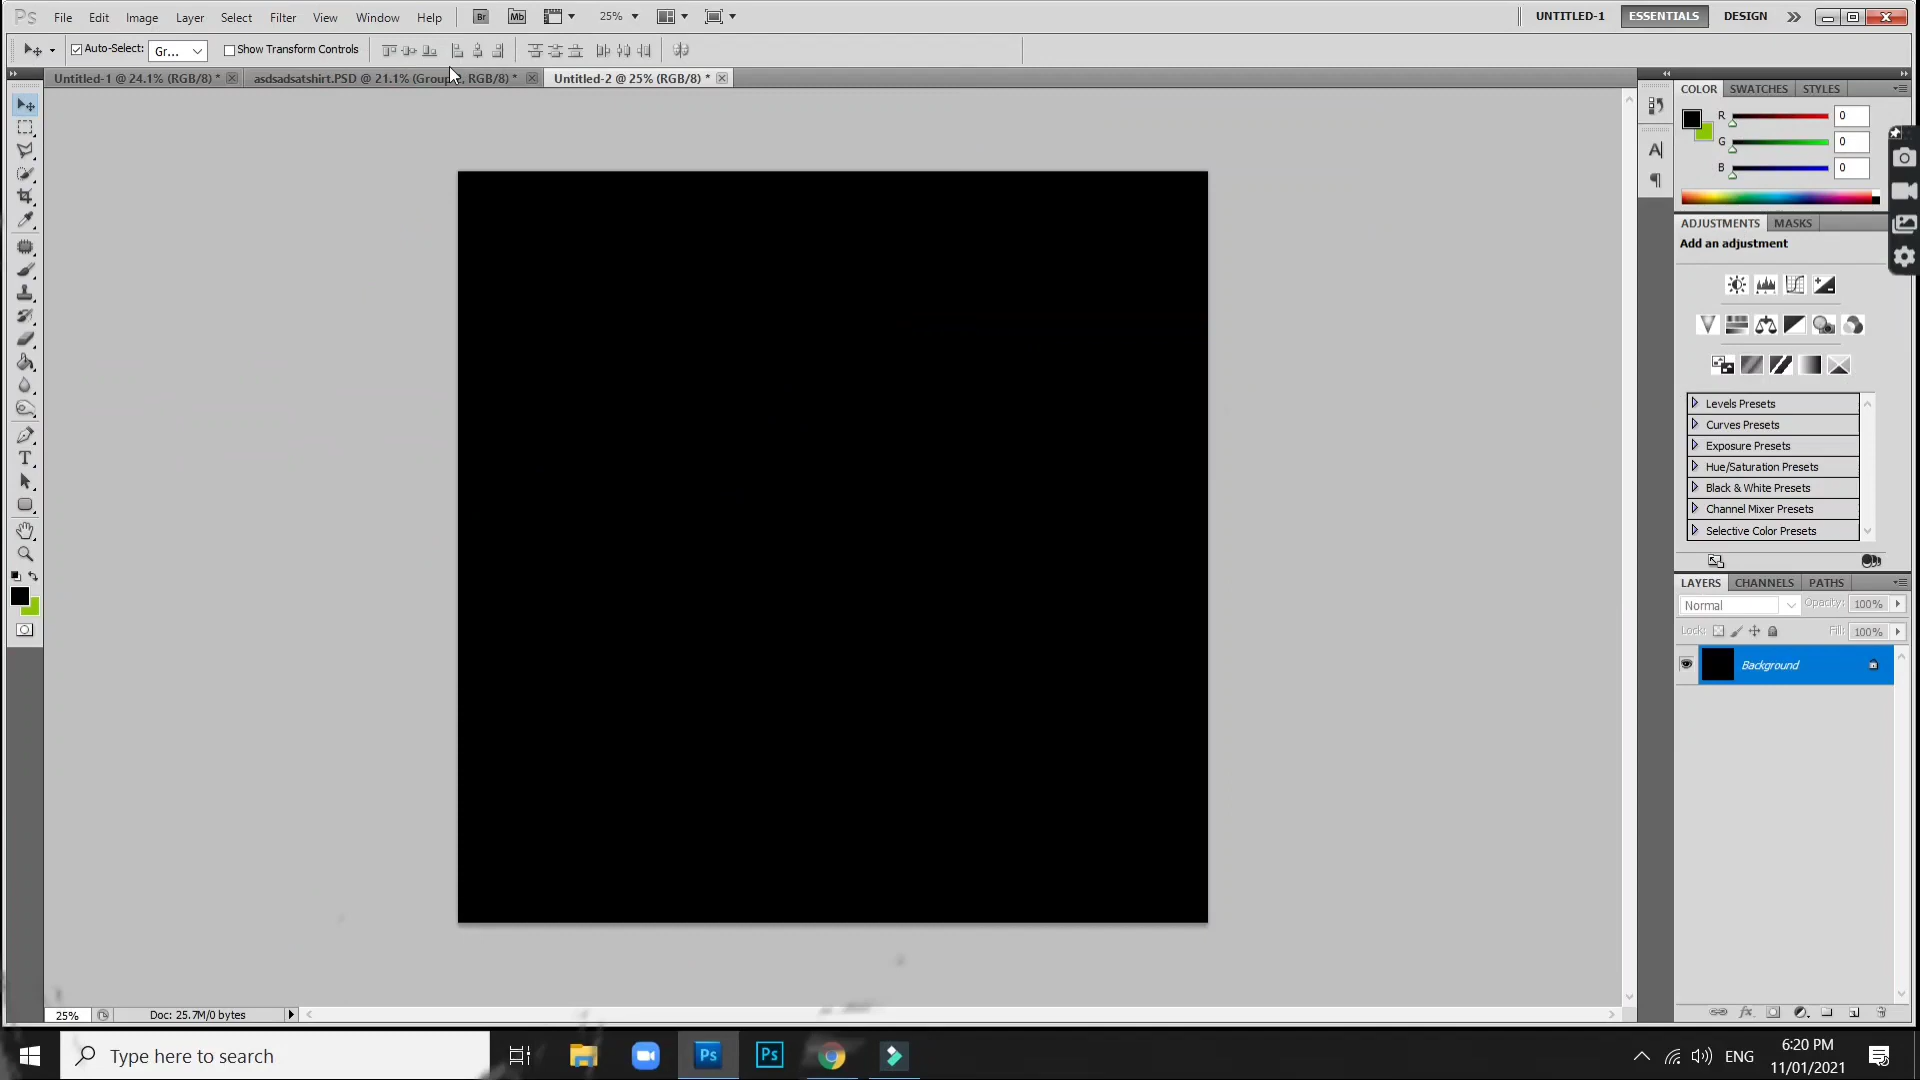 Ps File Edit Image Layer Select Filter View Window Help Br Mb 25% UNTITLED-1 ESSENTIALS DESIGN
Auto-Select: Gr... Show Transform Controls
Untitled-1 @ 24.1% (RGB/8) * asdsadsatshirt.PSD @ 21.1% (Group RGB/8) * Untitled-2 @ 25% (RGB/8) *
COLOR SWATCHES STYLES
R 0
G 0
B 0
ADJUSTMENTS MASKS
Add an adjustment
Levels Presets
Curves Presets
Exposure Presets
Hue/Saturation Presets
Black & White Presets
Channel Mixer Presets
Selective Color Presets
LAYERS CHANNELS PATHS
Normal Opacity: 100%
Lock: Fill: 100%
Background
25% Doc: 25.7M/0 bytes
Type here to search Ps Ps ENG 6:20 PM
11/01/2021